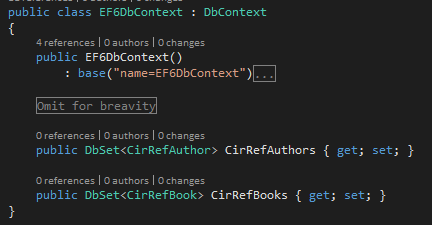 public class EF6DbContext : DbContext
{
4 references | 0 authors | 0 changes
public EF6DbContext()
: base("name=EF6DbContext")...
Omit for breavity
0 references | 0 authors | 0 changes
public DbSet<CirRefAuthor> CirRefAuthors { get; set; }
0 references | 0 authors | 0 changes
public DbSet<CirRefBook> CirRefBooks { get; set; }
}